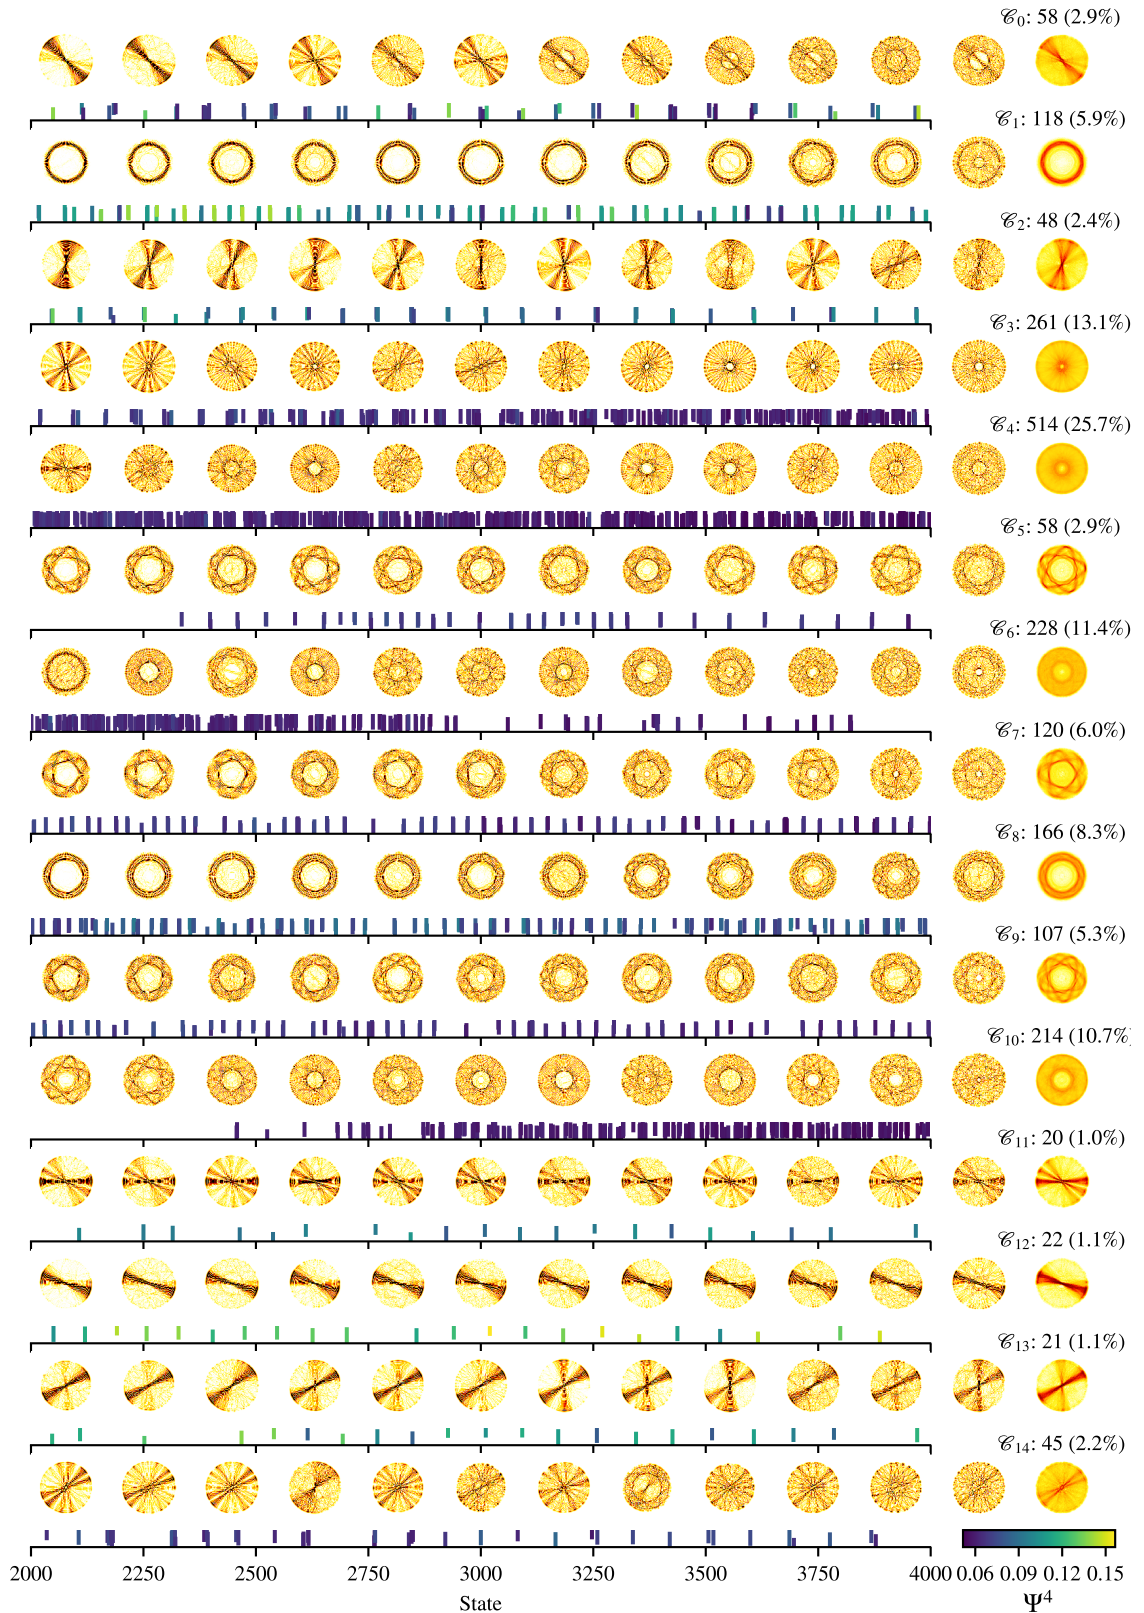 𝒞0: 58 (2.9%)
𝒞1: 118 (5.9%)
𝒞2: 48 (2.4%)
𝒞3: 261 (13.1%)
𝒞4: 514 (25.7%)
𝒞5: 58 (2.9%)
𝒞6: 228 (11.4%)
𝒞7: 120 (6.0%)
𝒞8: 166 (8.3%)
𝒞9: 107 (5.3%)
𝒞10: 214 (10.7%)
𝒞11: 20 (1.0%)
𝒞12: 22 (1.1%)
𝒞13: 21 (1.1%)
𝒞14: 45 (2.2%)
2000 2250 2500 2750 3000 3250 3500 3750 4000 0.06 0.09 0.12 0.15
State Ψ4